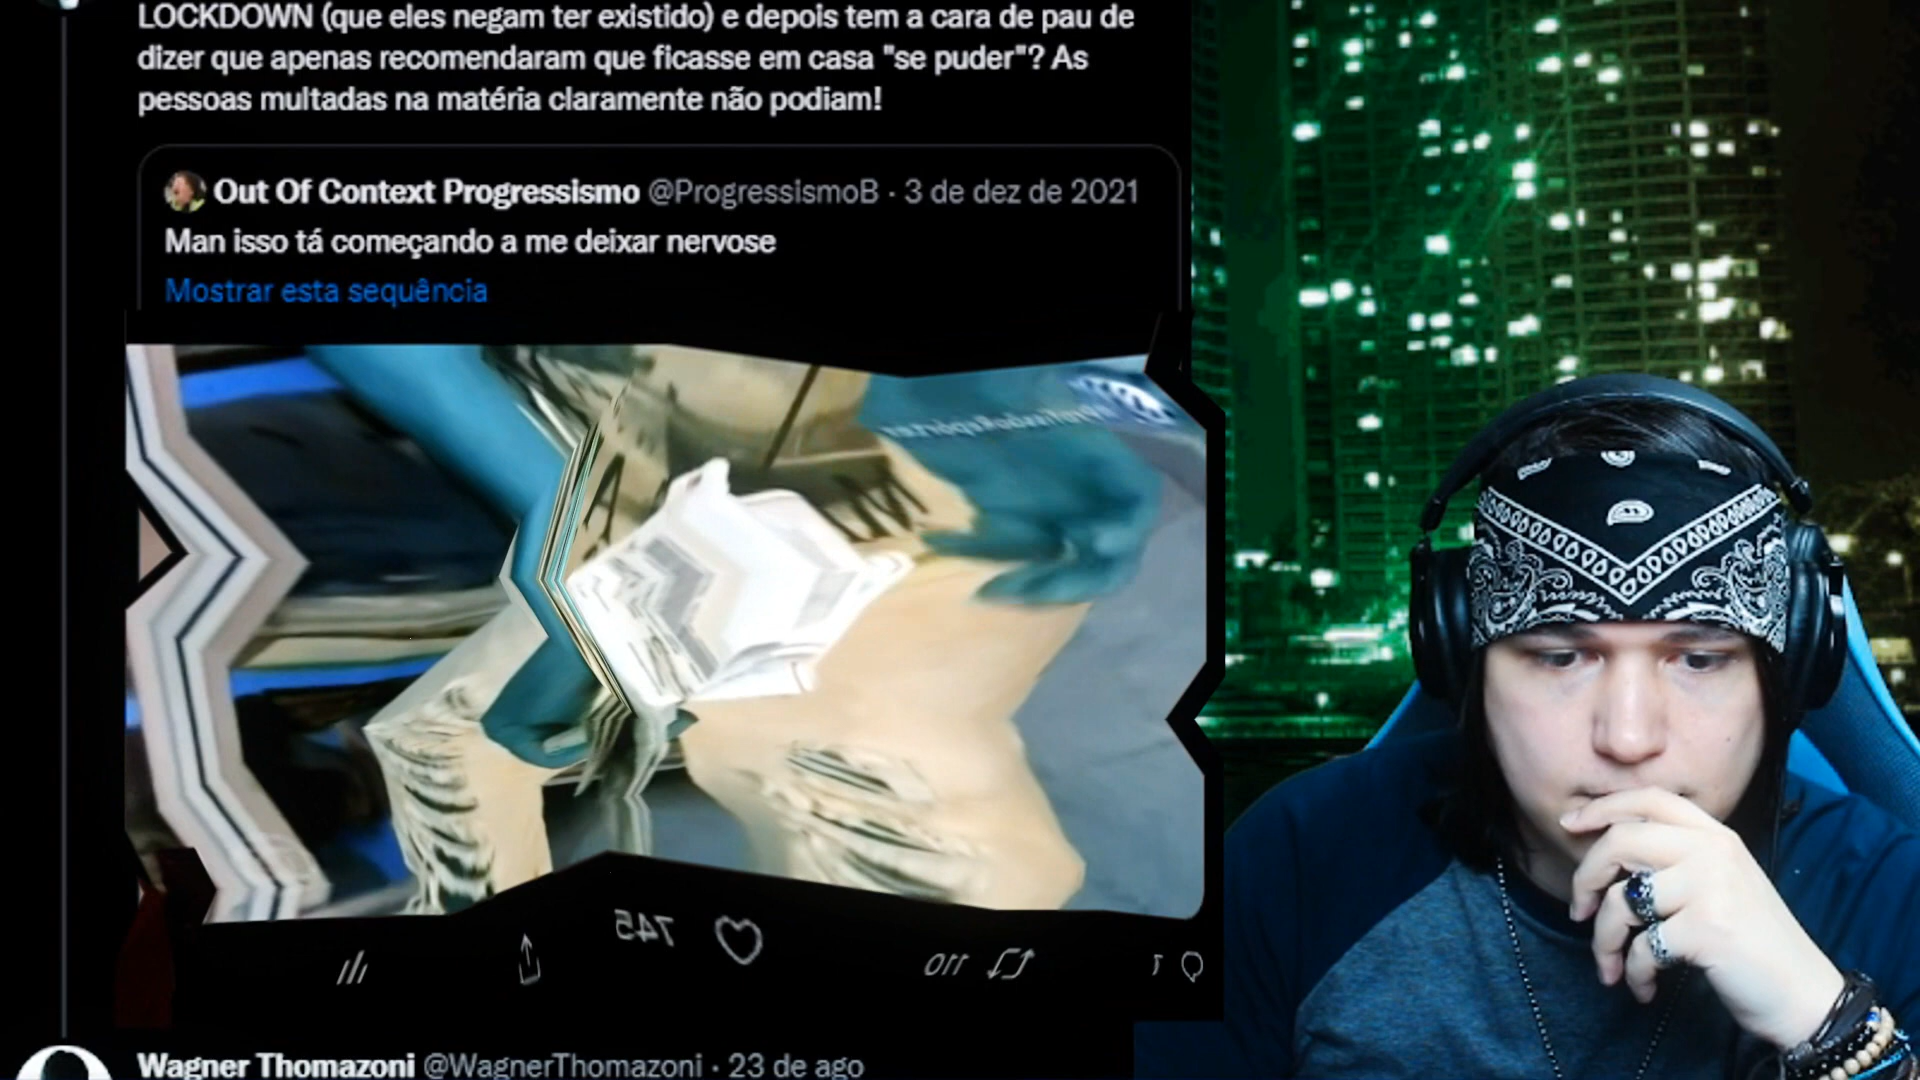 LOCKDOWN (que eles negam ter existido) e depois tem a cara de pau de
dizer que apenas recomendaram que ficasse em casa "se puder"? As
pessoas multadas na matéria claramente não podiam!
Out Of Context Progressismo @ProgressismoB · 3 de dez de 2021
Man isso tá começando a me deixar nervose
Mostrar esta sequência
745
Wagner Thomazoni @WagnerThomazoni · 23 de ago